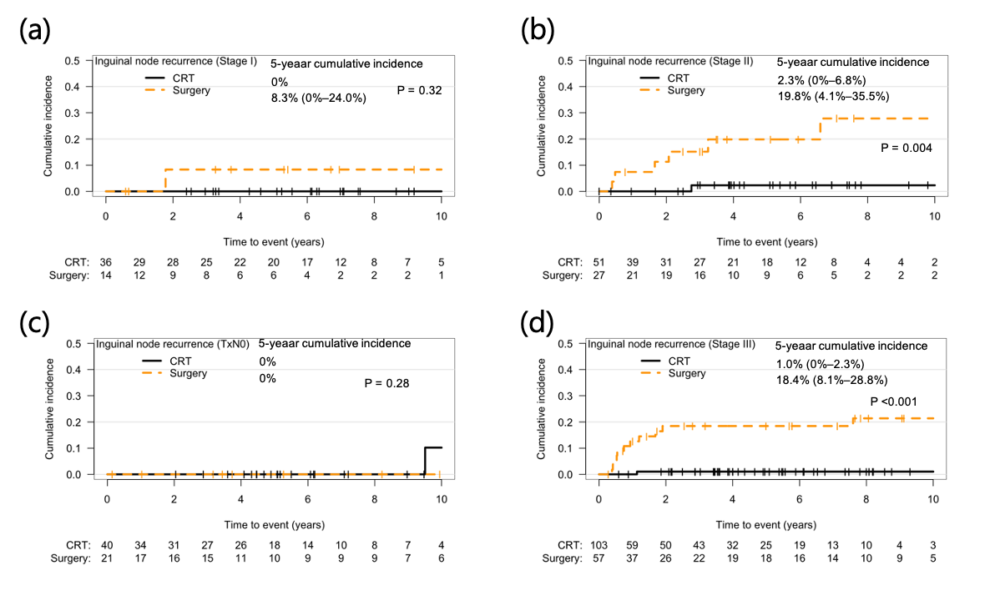 (a)
Inguinal node recurrence (Stage I)
5-yeaar cumulative incidence
CRT
0%
Surgery
8.3% (0%–24.0%)
P = 0.32
Cumulative incidence
0.5
0.4
0.3
0.2
0.1
0.0
0 2 4 6 8 10
Time to event (years)
CRT: 36 29 28 25 22 20 17 12 8 7 5
Surgery: 14 12 9 8 6 6 4 2 2 2 1
(b)
Inguinal node recurrence (Stage II)
5-yeaar cumulative incidence
CRT
2.3% (0%–6.8%)
Surgery
19.8% (4.1%–35.5%)
P = 0.004
Cumulative incidence
0.5
0.4
0.3
0.2
0.1
0.0
0 2 4 6 8 10
Time to event (years)
CRT: 51 39 31 27 21 18 12 8 4 4 2
Surgery: 27 21 19 16 10 9 6 5 2 2 2
(c)
Inguinal node recurrence (TxN0)
5-yeaar cumulative incidence
CRT
0%
Surgery
0%
P = 0.28
Cumulative incidence
0.5
0.4
0.3
0.2
0.1
0.0
0 2 4 6 8 10
Time to event (years)
CRT: 40 34 31 27 26 18 14 10 8 7 4
Surgery: 21 17 16 15 11 10 9 9 9 7 6
(d)
Inguinal node recurrence (Stage III)
5-yeaar cumulative incidence
CRT
1.0% (0%–2.3%)
Surgery
18.4% (8.1%–28.8%)
P <0.001
Cumulative incidence
0.5
0.4
0.3
0.2
0.1
0.0
0 2 4 6 8 10
Time to event (years)
CRT: 103 59 50 43 32 25 19 13 10 4 3
Surgery: 57 37 26 22 19 18 16 14 10 9 5